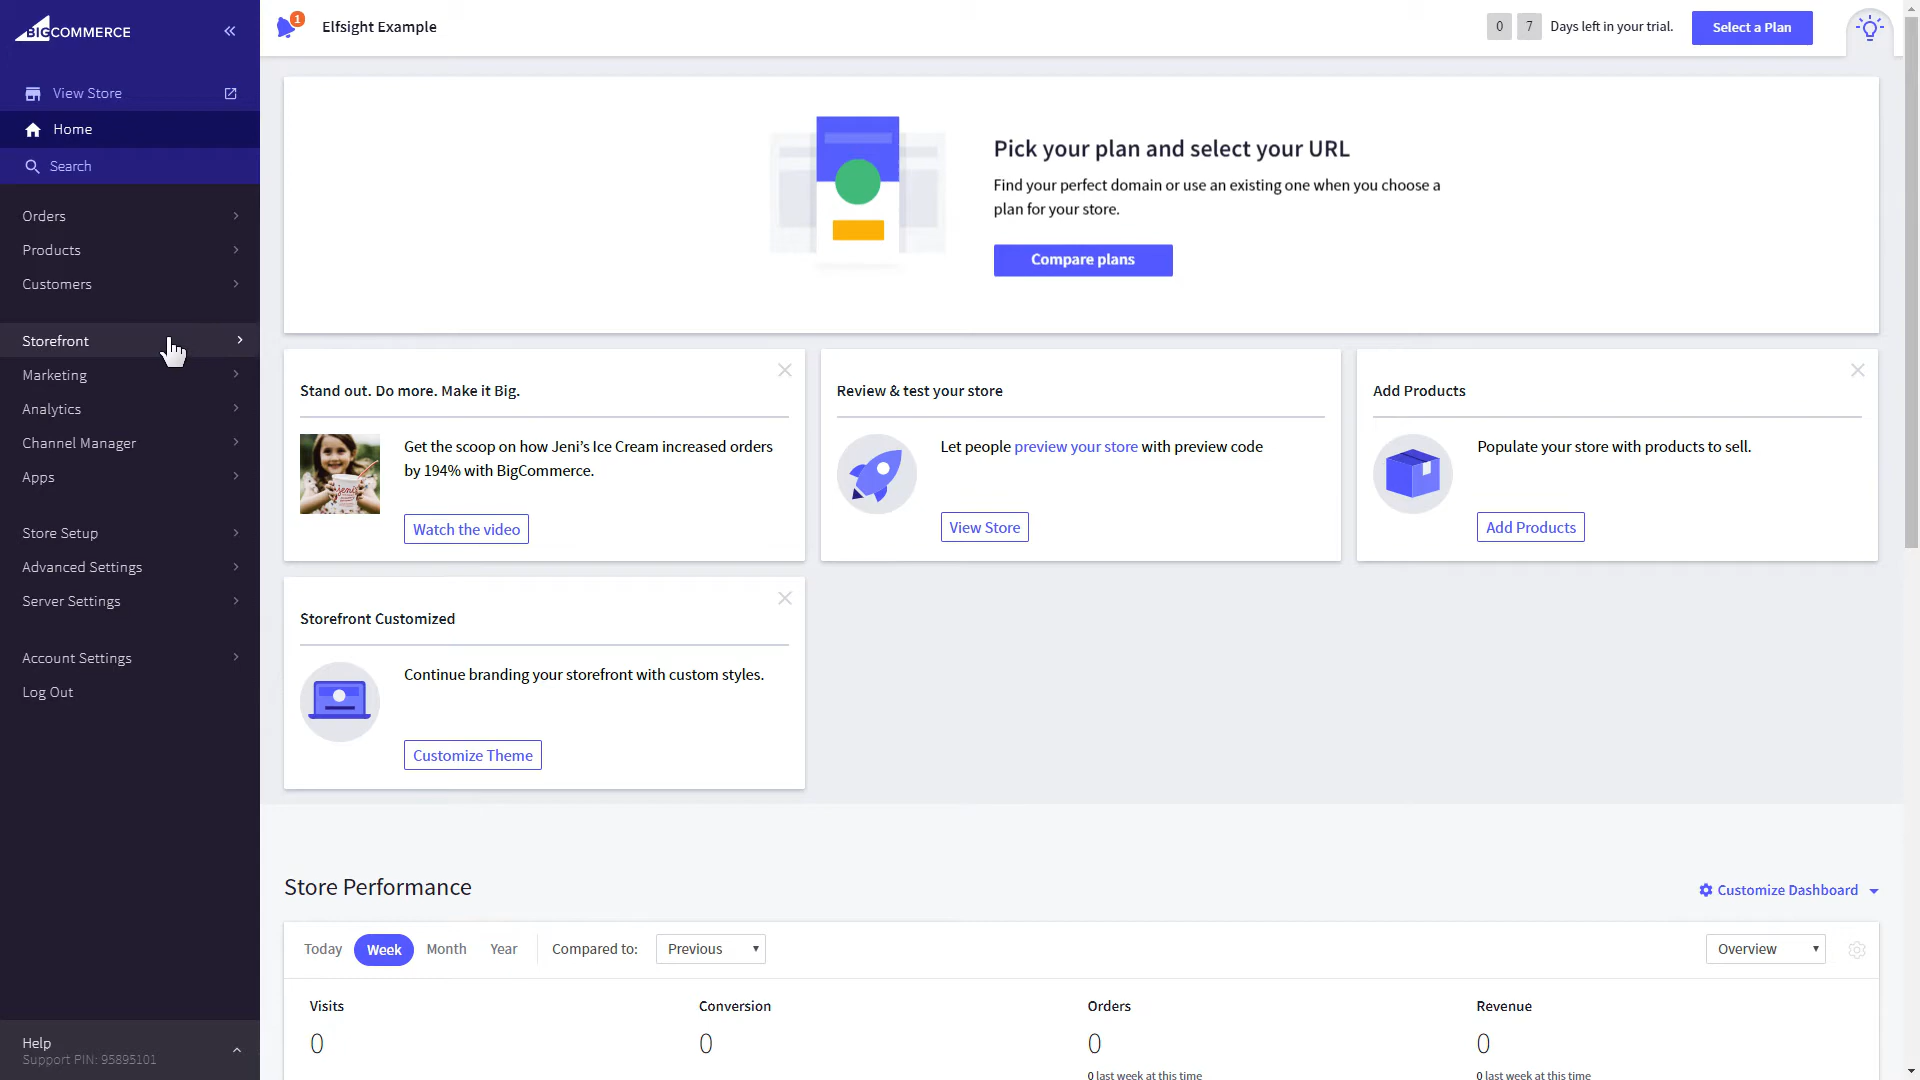 BIGCOMMERCE
View Store
Home
Search
Orders
Products
Customers
Storefront
Marketing
Analytics
Channel Manager
Apps
Store Setup
Advanced Settings
Server Settings
Account Settings
Log Out
Help
Support PIN: 95895101
1
Elfsight Example
0 7 Days left in your trial.
Select a Plan
Pick your plan and select your URL
Find your perfect domain or use an existing one when you choose a
plan for your store.
Compare plans
Stand out. Do more. Make it Big.
Get the scoop on how Jeni’s Ice Cream increased orders
by 194% with BigCommerce.
jeni's
Watch the video
Review & test your store
Let people preview your store with preview code
View Store
Add Products
Populate your store with products to sell.
Add Products
Storefront Customized
Continue branding your storefront with custom styles.
Customize Theme
Store Performance
Customize Dashboard
Today Week Month Year Compared to: Previous
Overview
Visits Conversion Orders Revenue
0 0 0 0
0 last week at this time 0 last week at this time